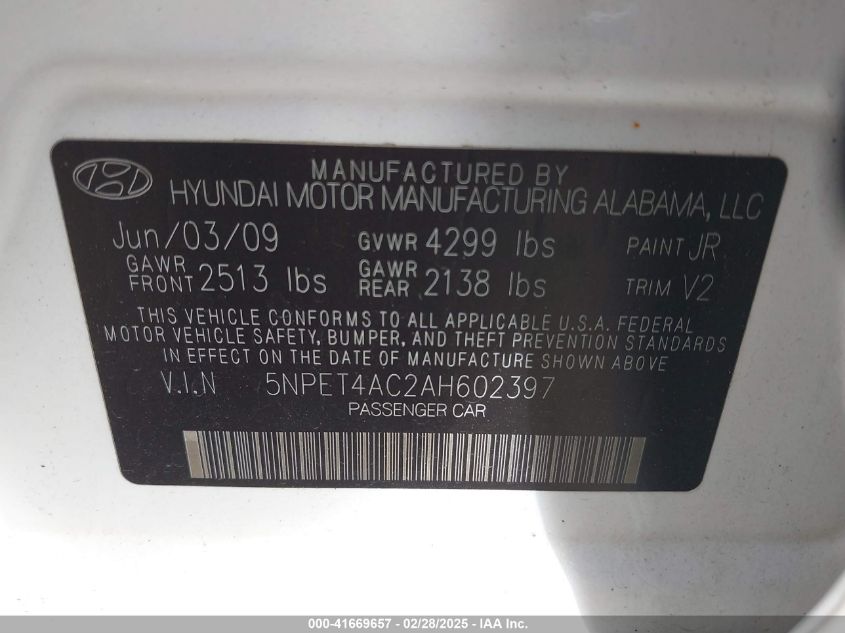 MANUFACTURED BY
HYUNDAI MOTOR MANUFACTURING ALABAMA, LLC
Jun/03/09 GVWR 4299 lbs PAINT JR
GAWR FRONT 2513 lbs GAWR REAR 2138 lbs TRIM V2
THIS VEHICLE CONFORMS TO ALL APPLICABLE U.S.A. FEDERAL
MOTOR VEHICLE SAFETY, BUMPER, AND THEFT PREVENTION STANDARDS
IN EFFECT ON THE DATE OF MANUFACTURE SHOWN ABOVE
V.I.N 5NPET4AC2AH602397
PASSENGER CAR
000-41669657 - 02/28/2025 - IAA Inc.